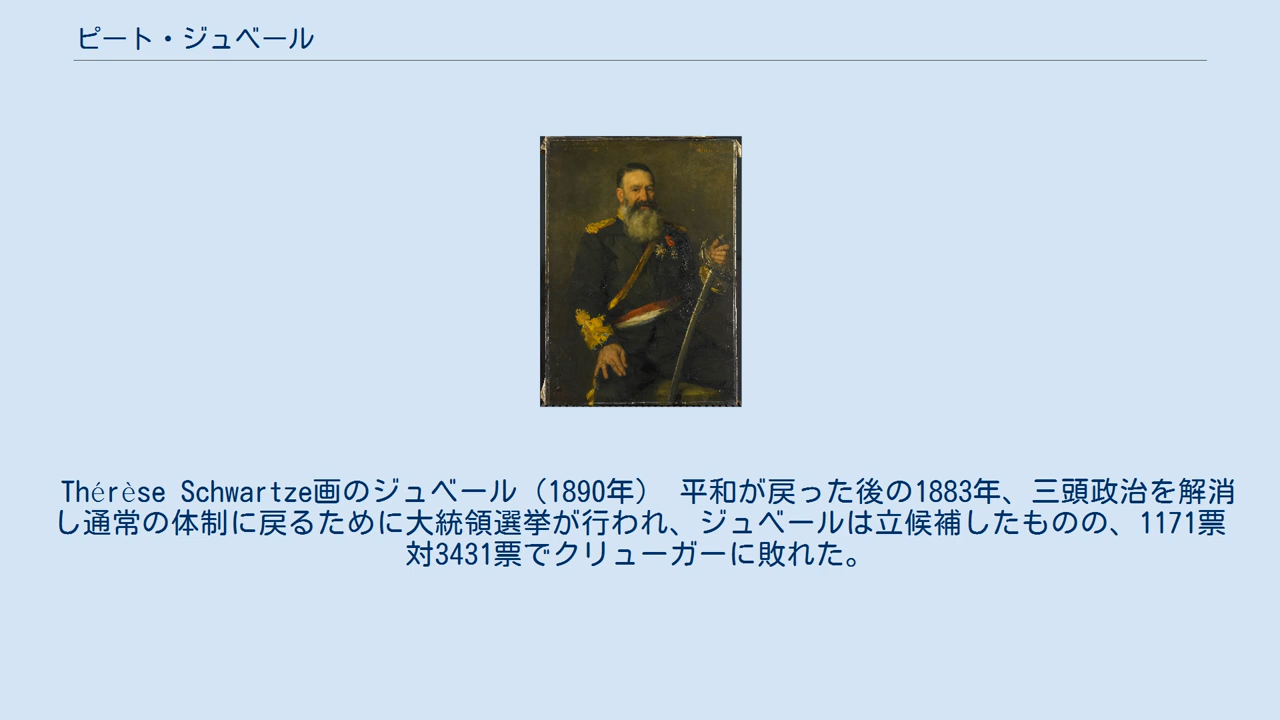 ピート・ジュベール
Thérèse Schwartze画のジュベール（1890年） 平和が戻った後の1883年、三頭政治を解消
し通常の体制に戻るために大統領選挙が行われ、ジュベールは立候補したものの、1171票
対3431票でクリューガーに敗れた。